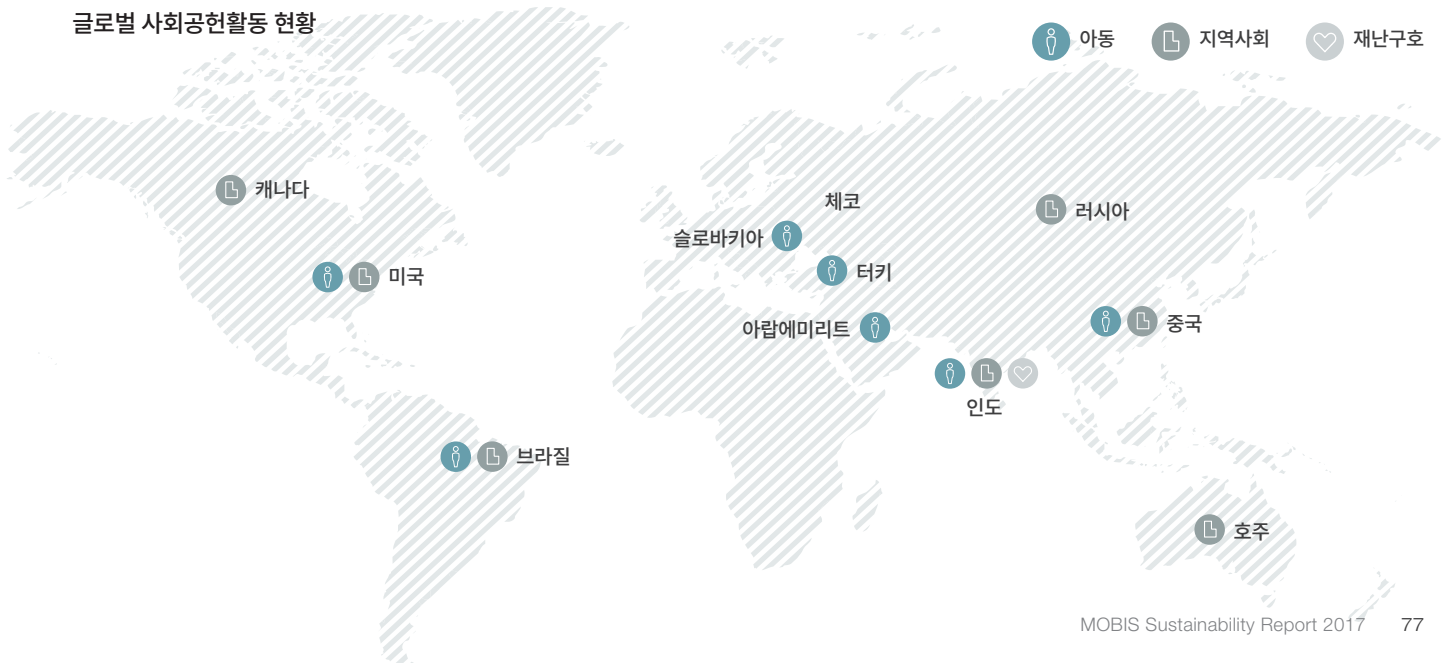 글로벌 사회공헌활동 현황
아동 지역사회 재난구호
캐나다
체코
러시아
슬로바키아
터키
미국
아랍에미리트
중국
인도
브라질
호주
MOBIS Sustainability Report 2017 77